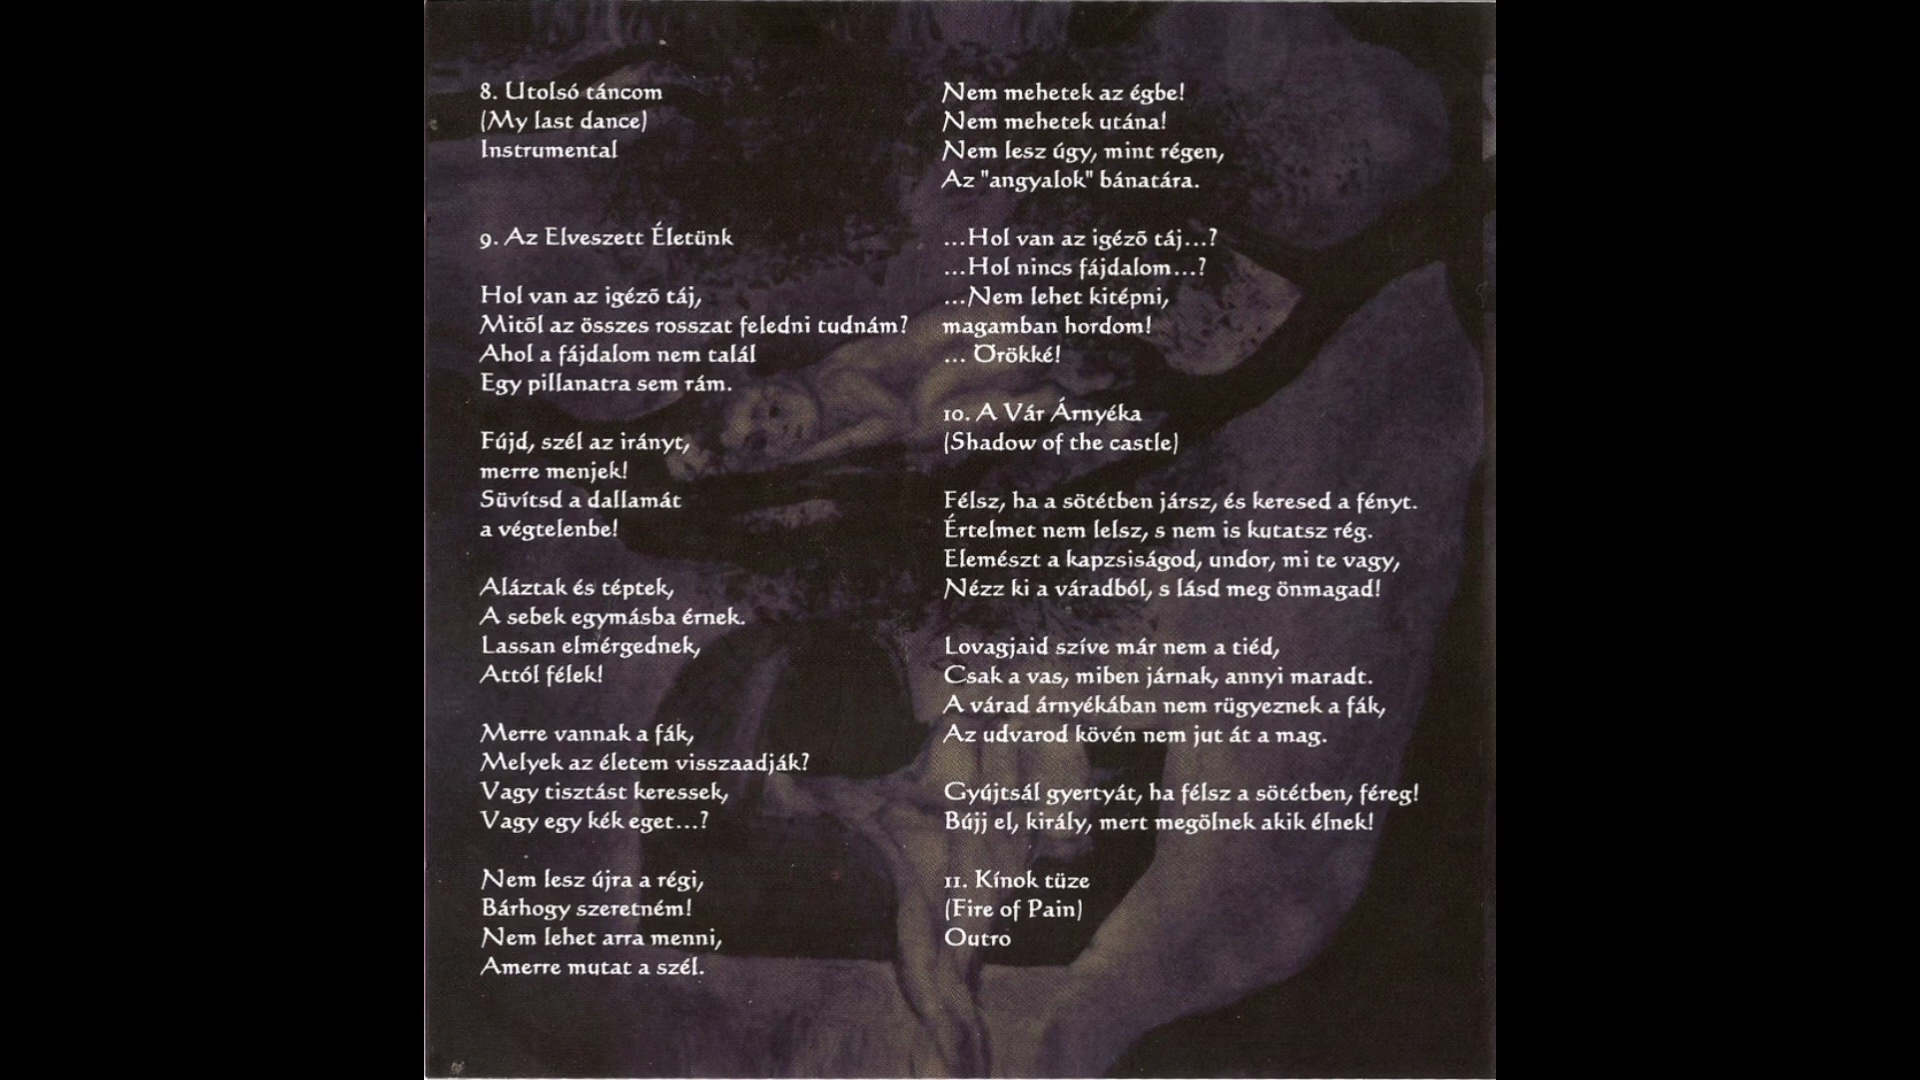 8. Utolsó táncom
(My last dance)
Instrumental
9. Az Elveszett Életünk
Hol van az igézõ táj,
Mitõl az összes rosszat feledni tudnám?
Ahol a fájdalom nem talál
Egy pillanatra sem rám.
Fújd, szél az irányt,
merre menjek!
Süvítsd a dallamát
a végtelenbe!
Aláztak és téptek,
A sebek egymásba érnek.
Lassan elmérgednek,
Attól félek!
Merre vannak a fák,
Melyek az életem visszaadják?
Vagy tisztást keressek,
Vagy egy kék eget...?
Nem lesz újra a régi,
Bárhogy szeretném!
Nem lehet arra menni,
Amerre mutat a szél.
Nem mehetek az égbe!
Nem mehetek utána!
Nem lesz úgy, mint régen,
Az "angyalok" bánatára.
...Hol van az igézõ táj...?
...Hol nincs fájdalom...?
...Nem lehet kitépni,
magamban hordom!
... Örökké!
10. A Vár Árnyéka
(Shadow of the castle)
Félsz, ha a sötétben jársz, és keresed a fényt.
Értelmet nem lelsz, s nem is kutatsz rég.
Elemészt a kapzsiságod, undor, mi te vagy,
Nézz ki a váradból, s lásd meg önmagad!
Lovagjaid szíve már nem a tiéd,
Csak a vas, miben járnak, annyi maradt.
A várad árnyékában nem rügyeznek a fák,
Az udvarod kövén nem jut át a mag.
Gyújtsál gyertyát, ha félsz a sötétben, féreg!
Bújj el, király, mert megölnek akik élnek!
11. Kínok tüze
(Fire of Pain)
Outro